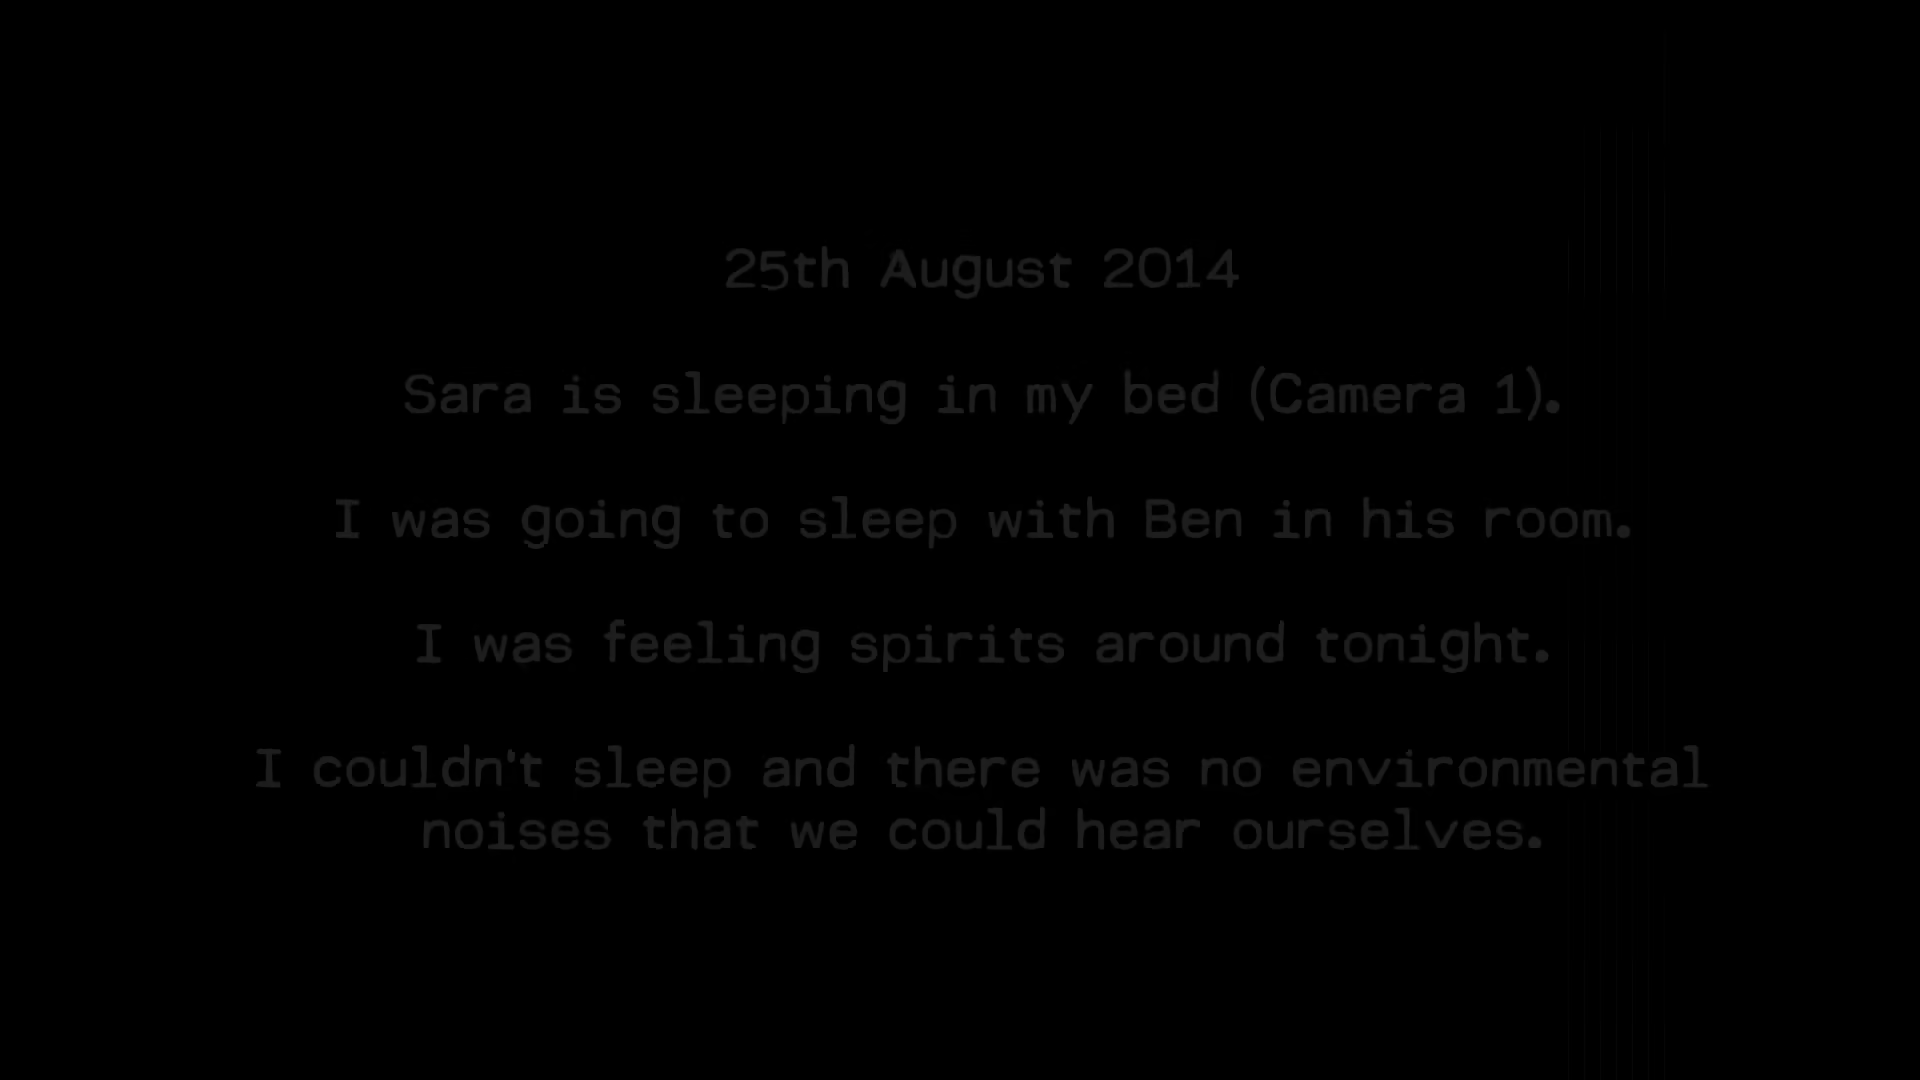 25th August 2014
Sara is sleeping in my bed (Camera 1).
I was going to sleep with Ben in his room.
I was feeling spirits around tonight.
I couldn't sleep and there was no environmental
noises that we could hear ourselves.